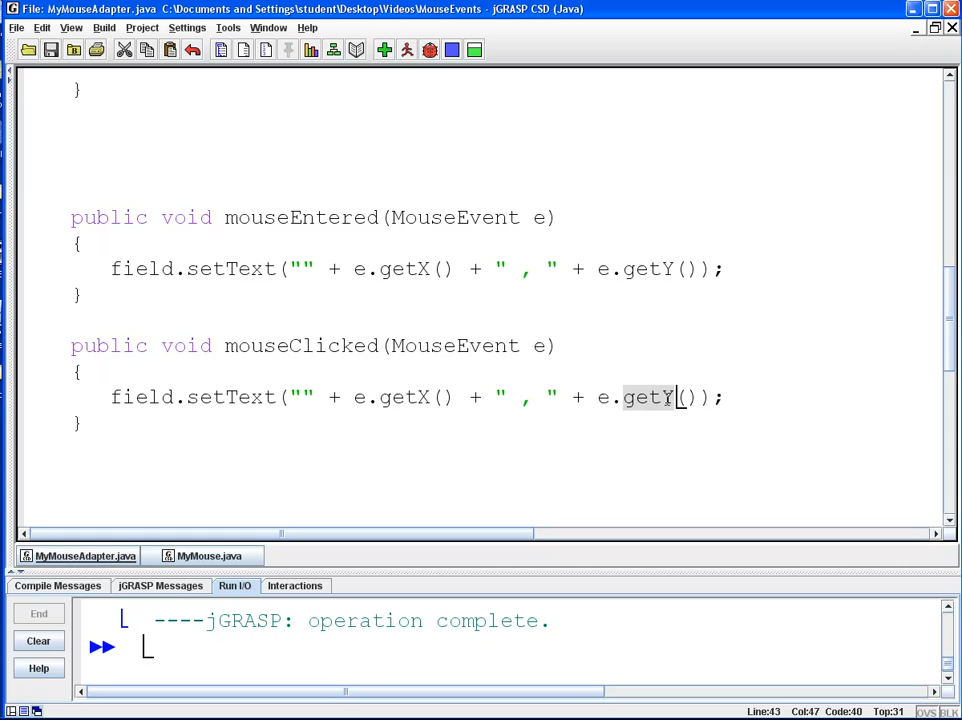 File: MyMouseAdapter.java C:\Documents and Settings\student\Desktop\Videos\MouseEvents - jGRASP CSD (Java)
File Edit View Build Project Settings Tools Window Help
}
public void mouseEntered(MouseEvent e)
{
field.setText("" + e.getX() + " , " + e.getY());
}
public void mouseClicked(MouseEvent e)
{
field.setText("" + e.getX() + " , " + e.getY());
}
MyMouseAdapter.java MyMouse.java
Compile Messages jGRASP Messages Run I/O Interactions
End
Clear
Help
----jGRASP: operation complete.
Line:43 Col:47 Code:40 Top:31 OVS BLK